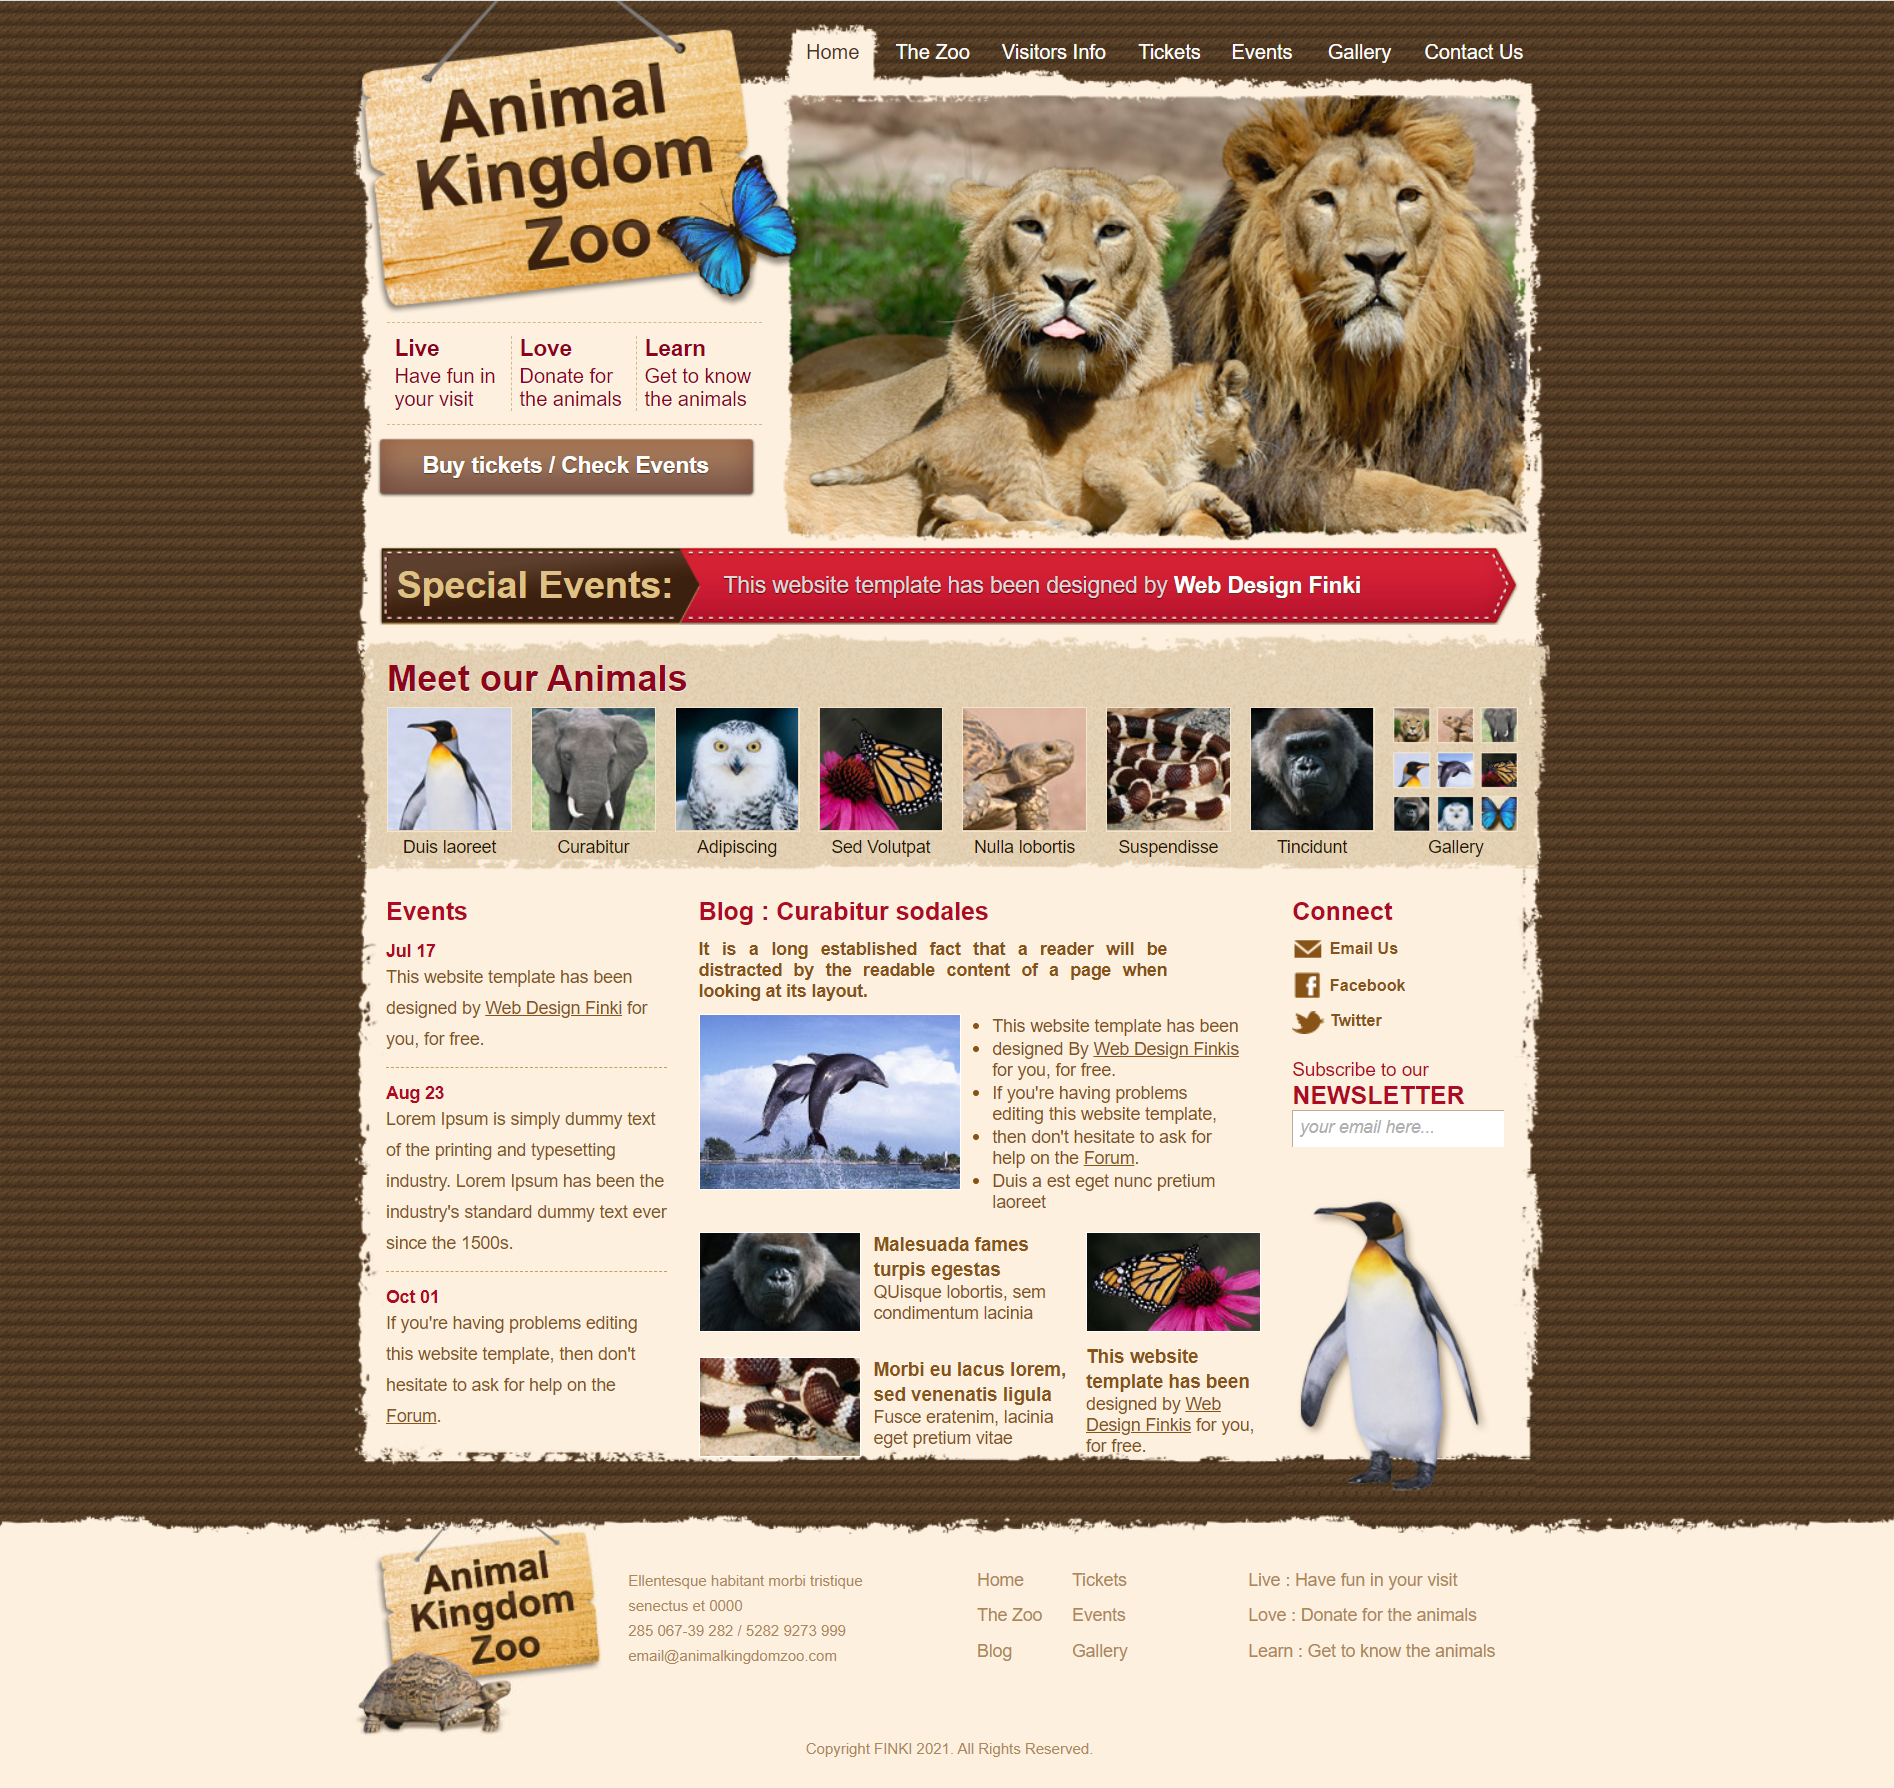 Animal
Kingdom
Zoo
Home
The Zoo
Visitors Info
Tickets
Events
Gallery
Contact Us
Live
Have fun in
your visit
Love
Donate for
the animals
Learn
Get to know
the animals
Buy tickets / Check Events
Special Events:
This website template has been designed by Web Design Finki
Meet our Animals
Duis laoreet
Curabitur
Adipiscing
Sed Volutpat
Nulla lobortis
Suspendisse
Tincidunt
Gallery
Events
Jul 17
This website template has been
designed by Web Design Finki for
you, for free.
Aug 23
Lorem Ipsum is simply dummy text
of the printing and typesetting
industry. Lorem Ipsum has been the
industry's standard dummy text ever
since the 1500s.
Oct 01
If you're having problems editing
this website template, then don't
hesitate to ask for help on the
Forum.
Blog : Curabitur sodales
It is a long established fact that a reader will be
distracted by the readable content of a page when
looking at its layout.
This website template has been
designed By Web Design Finkis
for you, for free.
If you're having problems
editing this website template,
then don't hesitate to ask for
help on the Forum.
Duis a est eget nunc pretium
laoreet
Malesuada fames
turpis egestas
QUisque lobortis, sem
condimentum lacinia
Morbi eu lacus lorem,
sed venenatis ligula
Fusce eratenim, lacinia
eget pretium vitae
This website
template has been
designed by Web
Design Finkis for you,
for free.
Connect
Email Us
Facebook
Twitter
Subscribe to our
NEWSLETTER
your email here...
Animal
Kingdom
Zoo
Ellentesque habitant morbi tristique
senectus et 0000
285 067-39 282 / 5282 9273 999
email@animalkingdomzoo.com
Home
The Zoo
Blog
Tickets
Events
Gallery
Live : Have fun in your visit
Love : Donate for the animals
Learn : Get to know the animals
Copyright FINKI 2021. All Rights Reserved.